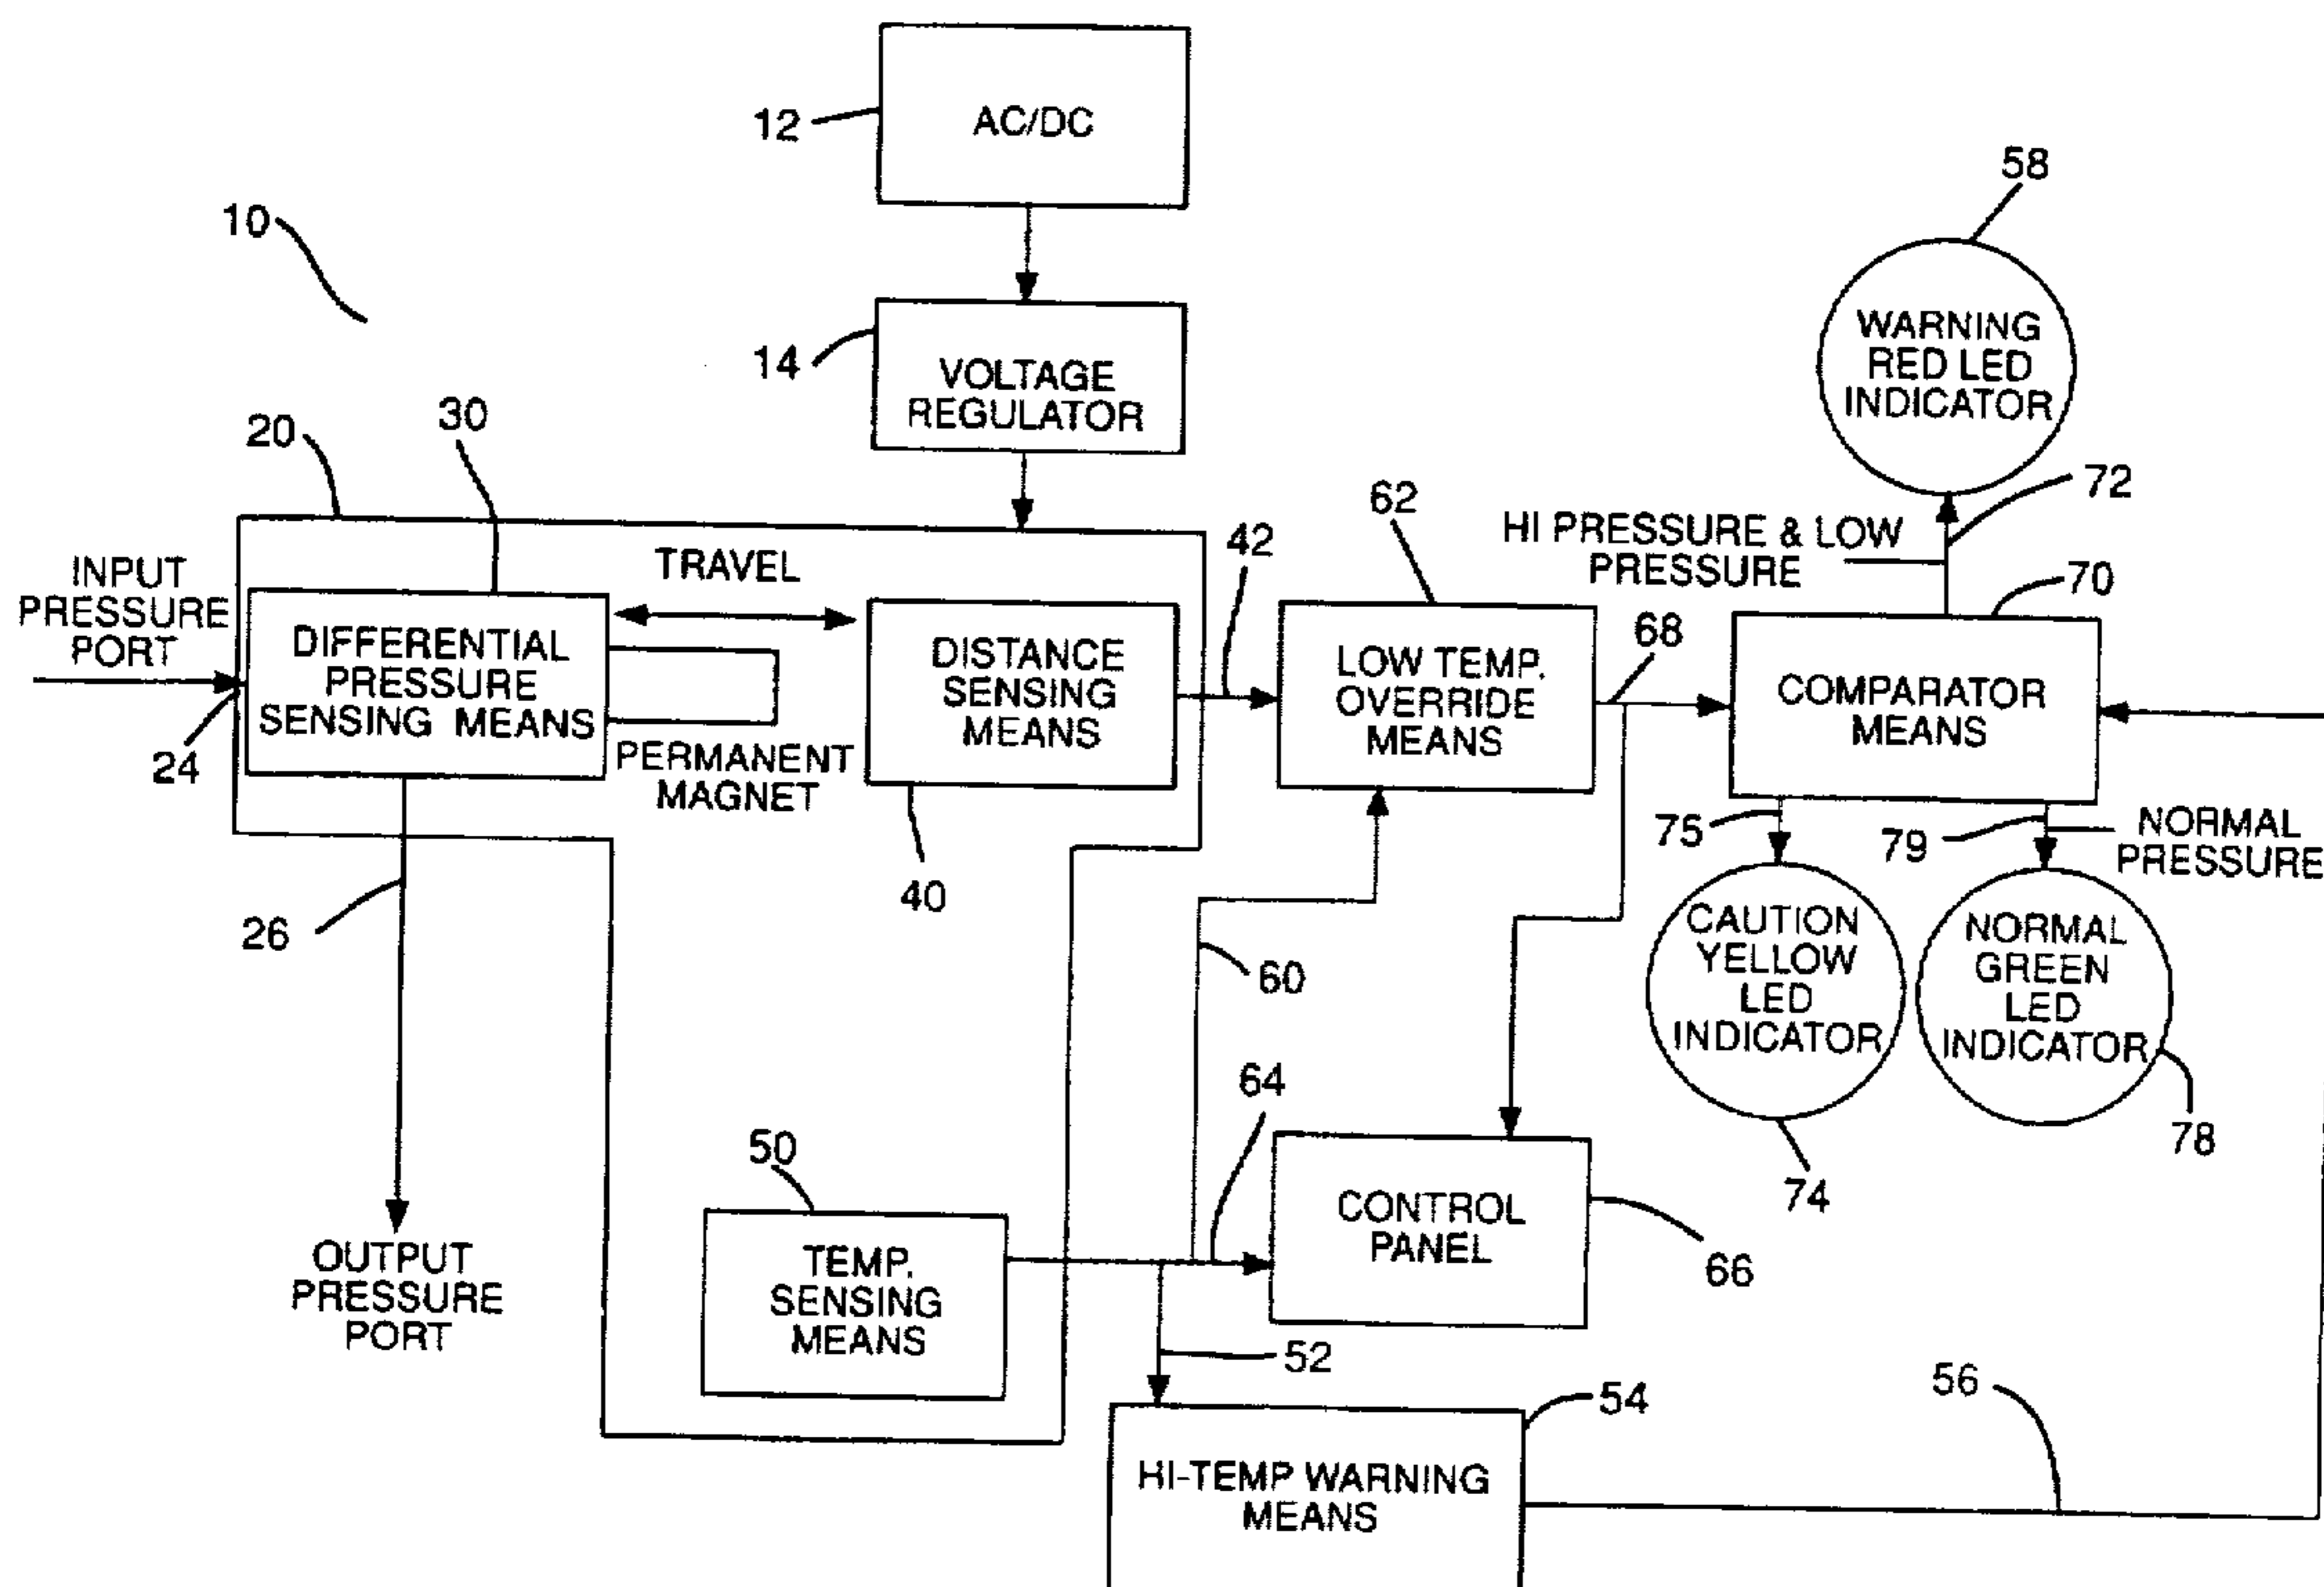 12
AC/DC
10
14
VOLTAGE
REGULATOR
58
WARNING
RED LED
INDICATOR
20
30
TRAVEL
INPUT
PRESSURE
PORT
24
DIFFERENTIAL
PRESSURE
SENSING MEANS
PERMANENT
MAGNET
DISTANCE
SENSING
MEANS
40
42
62
LOW TEMP.
OVERRIDE
MEANS
68
HI PRESSURE & LOW
PRESSURE
72
70
COMPARATOR
MEANS
75
79
NORMAL
PRESSURE
CAUTION
YELLOW
LED
INDICATOR
74
NORMAL
GREEN
LED
INDICATOR
78
26
OUTPUT
PRESSURE
PORT
60
64
50
TEMP.
SENSING
MEANS
CONTROL
PANEL
66
52
54
HI-TEMP WARNING
MEANS
56